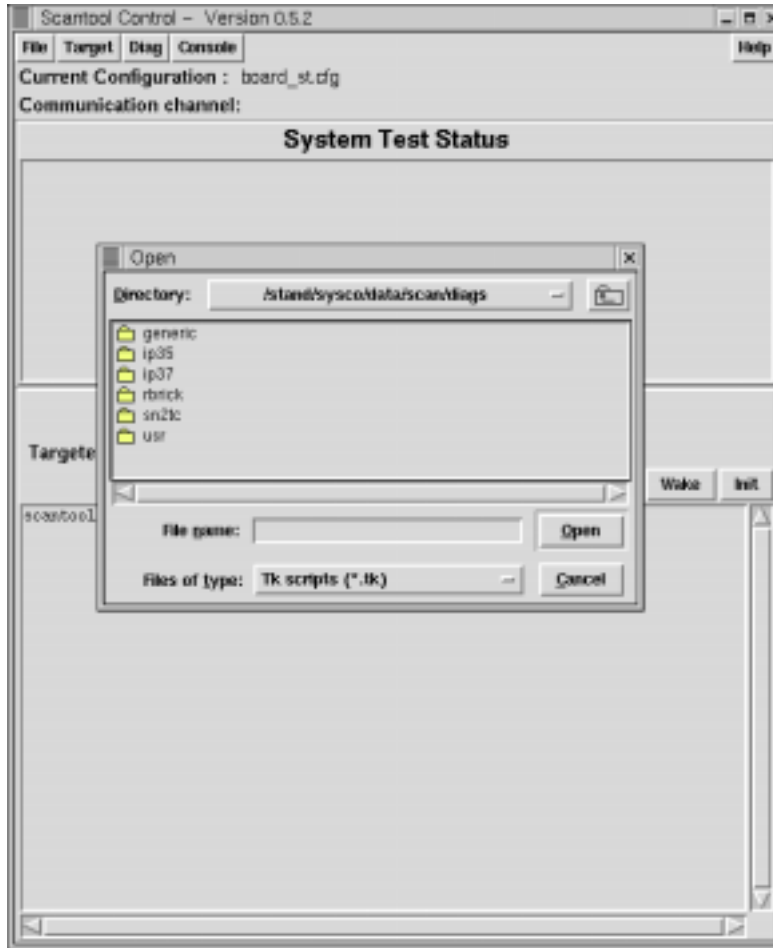 Scantool Control – Version 0.5.2
File Target Diag Console Help
Current Configuration : board_st.cfg
Communication channel:
System Test Status
Open
Directory: /stand/sysco/data/scan/diags
generic
ip35
ip37
rbrick
sn2tc
usr
Targete
Wake Init
scantool
File name: Open
Files of type: Tk scripts (*.tk) Cancel